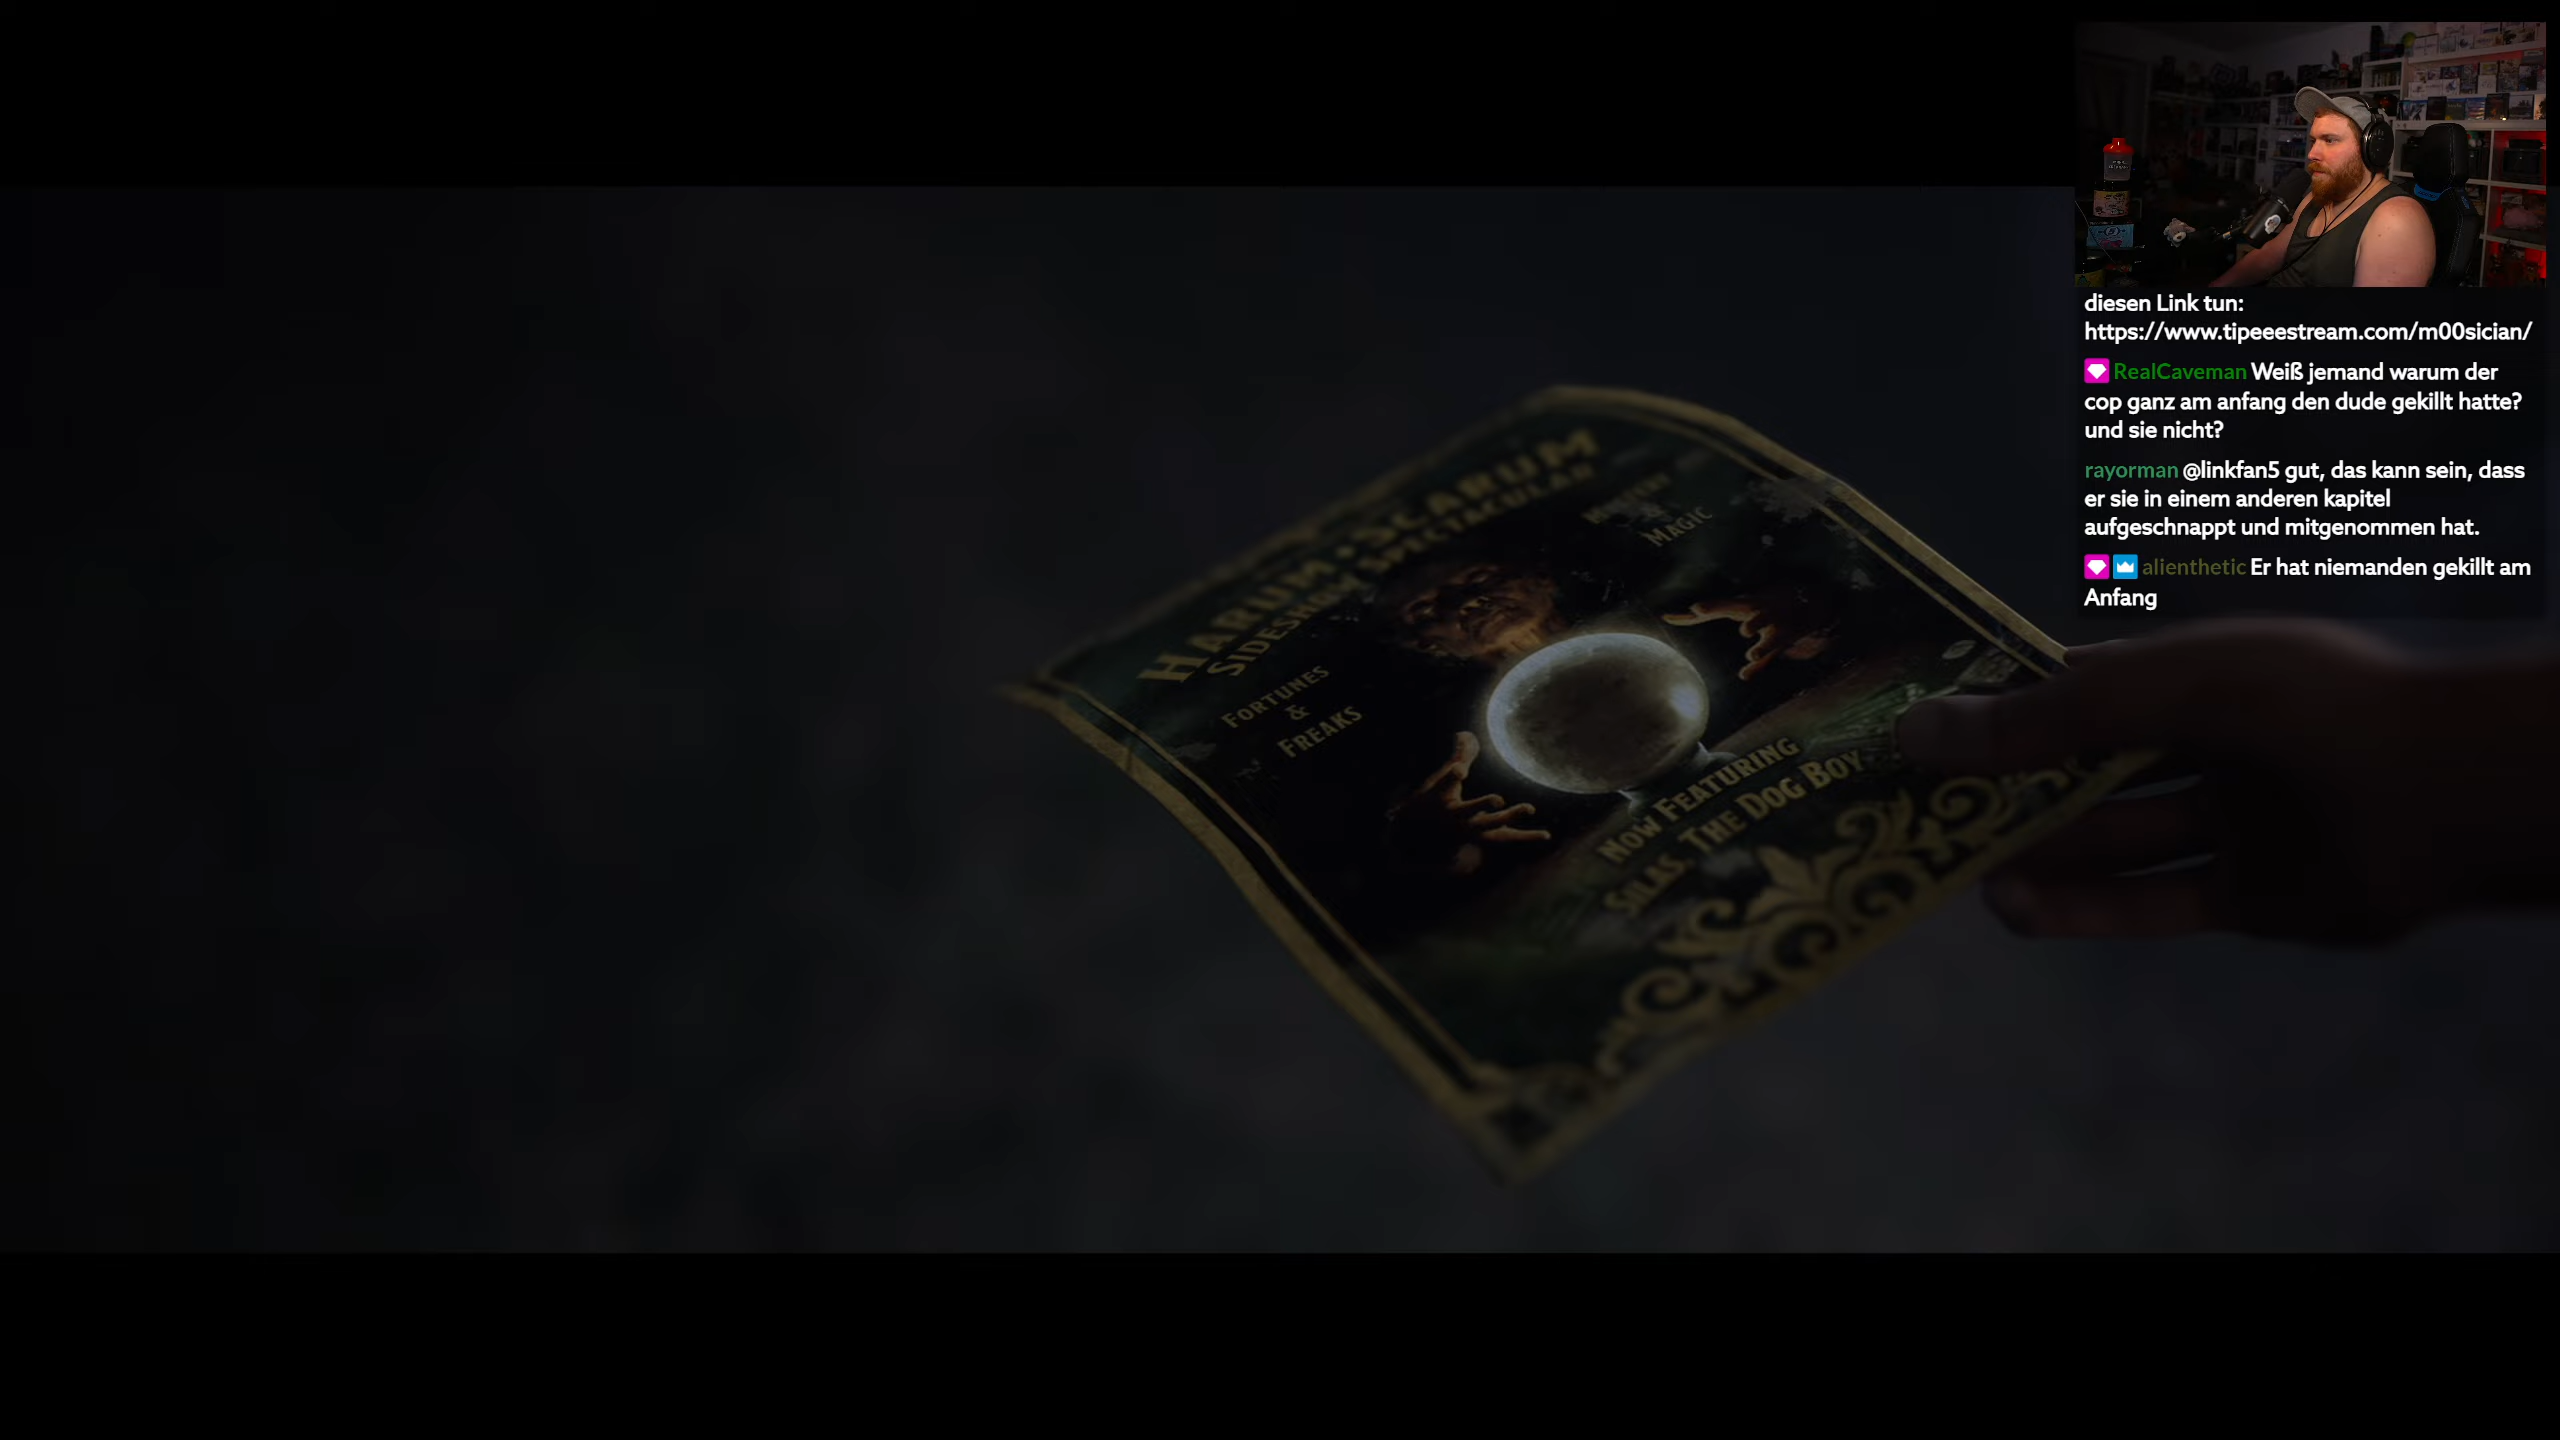 diesen Link tun:
https://www.tipeeestream.com/m00sician/
RealCaveman Weiß jemand warum der
cop ganz am anfang den dude gekillt hatte?
und sie nicht?
rayorman @linkfan5 gut, das kann sein, dass
er sie in einem anderen kapitel
aufgeschnappt und mitgenommen hat.
alienthetic Er hat niemanden gekillt am
Anfang
HARUM • SCARUM
SIDESHOW SPECTACULAR
MYSTERY
&
MAGIC
FORTUNES
&
FREAKS
NOW FEATURING
SILAS, THE DOG BOY